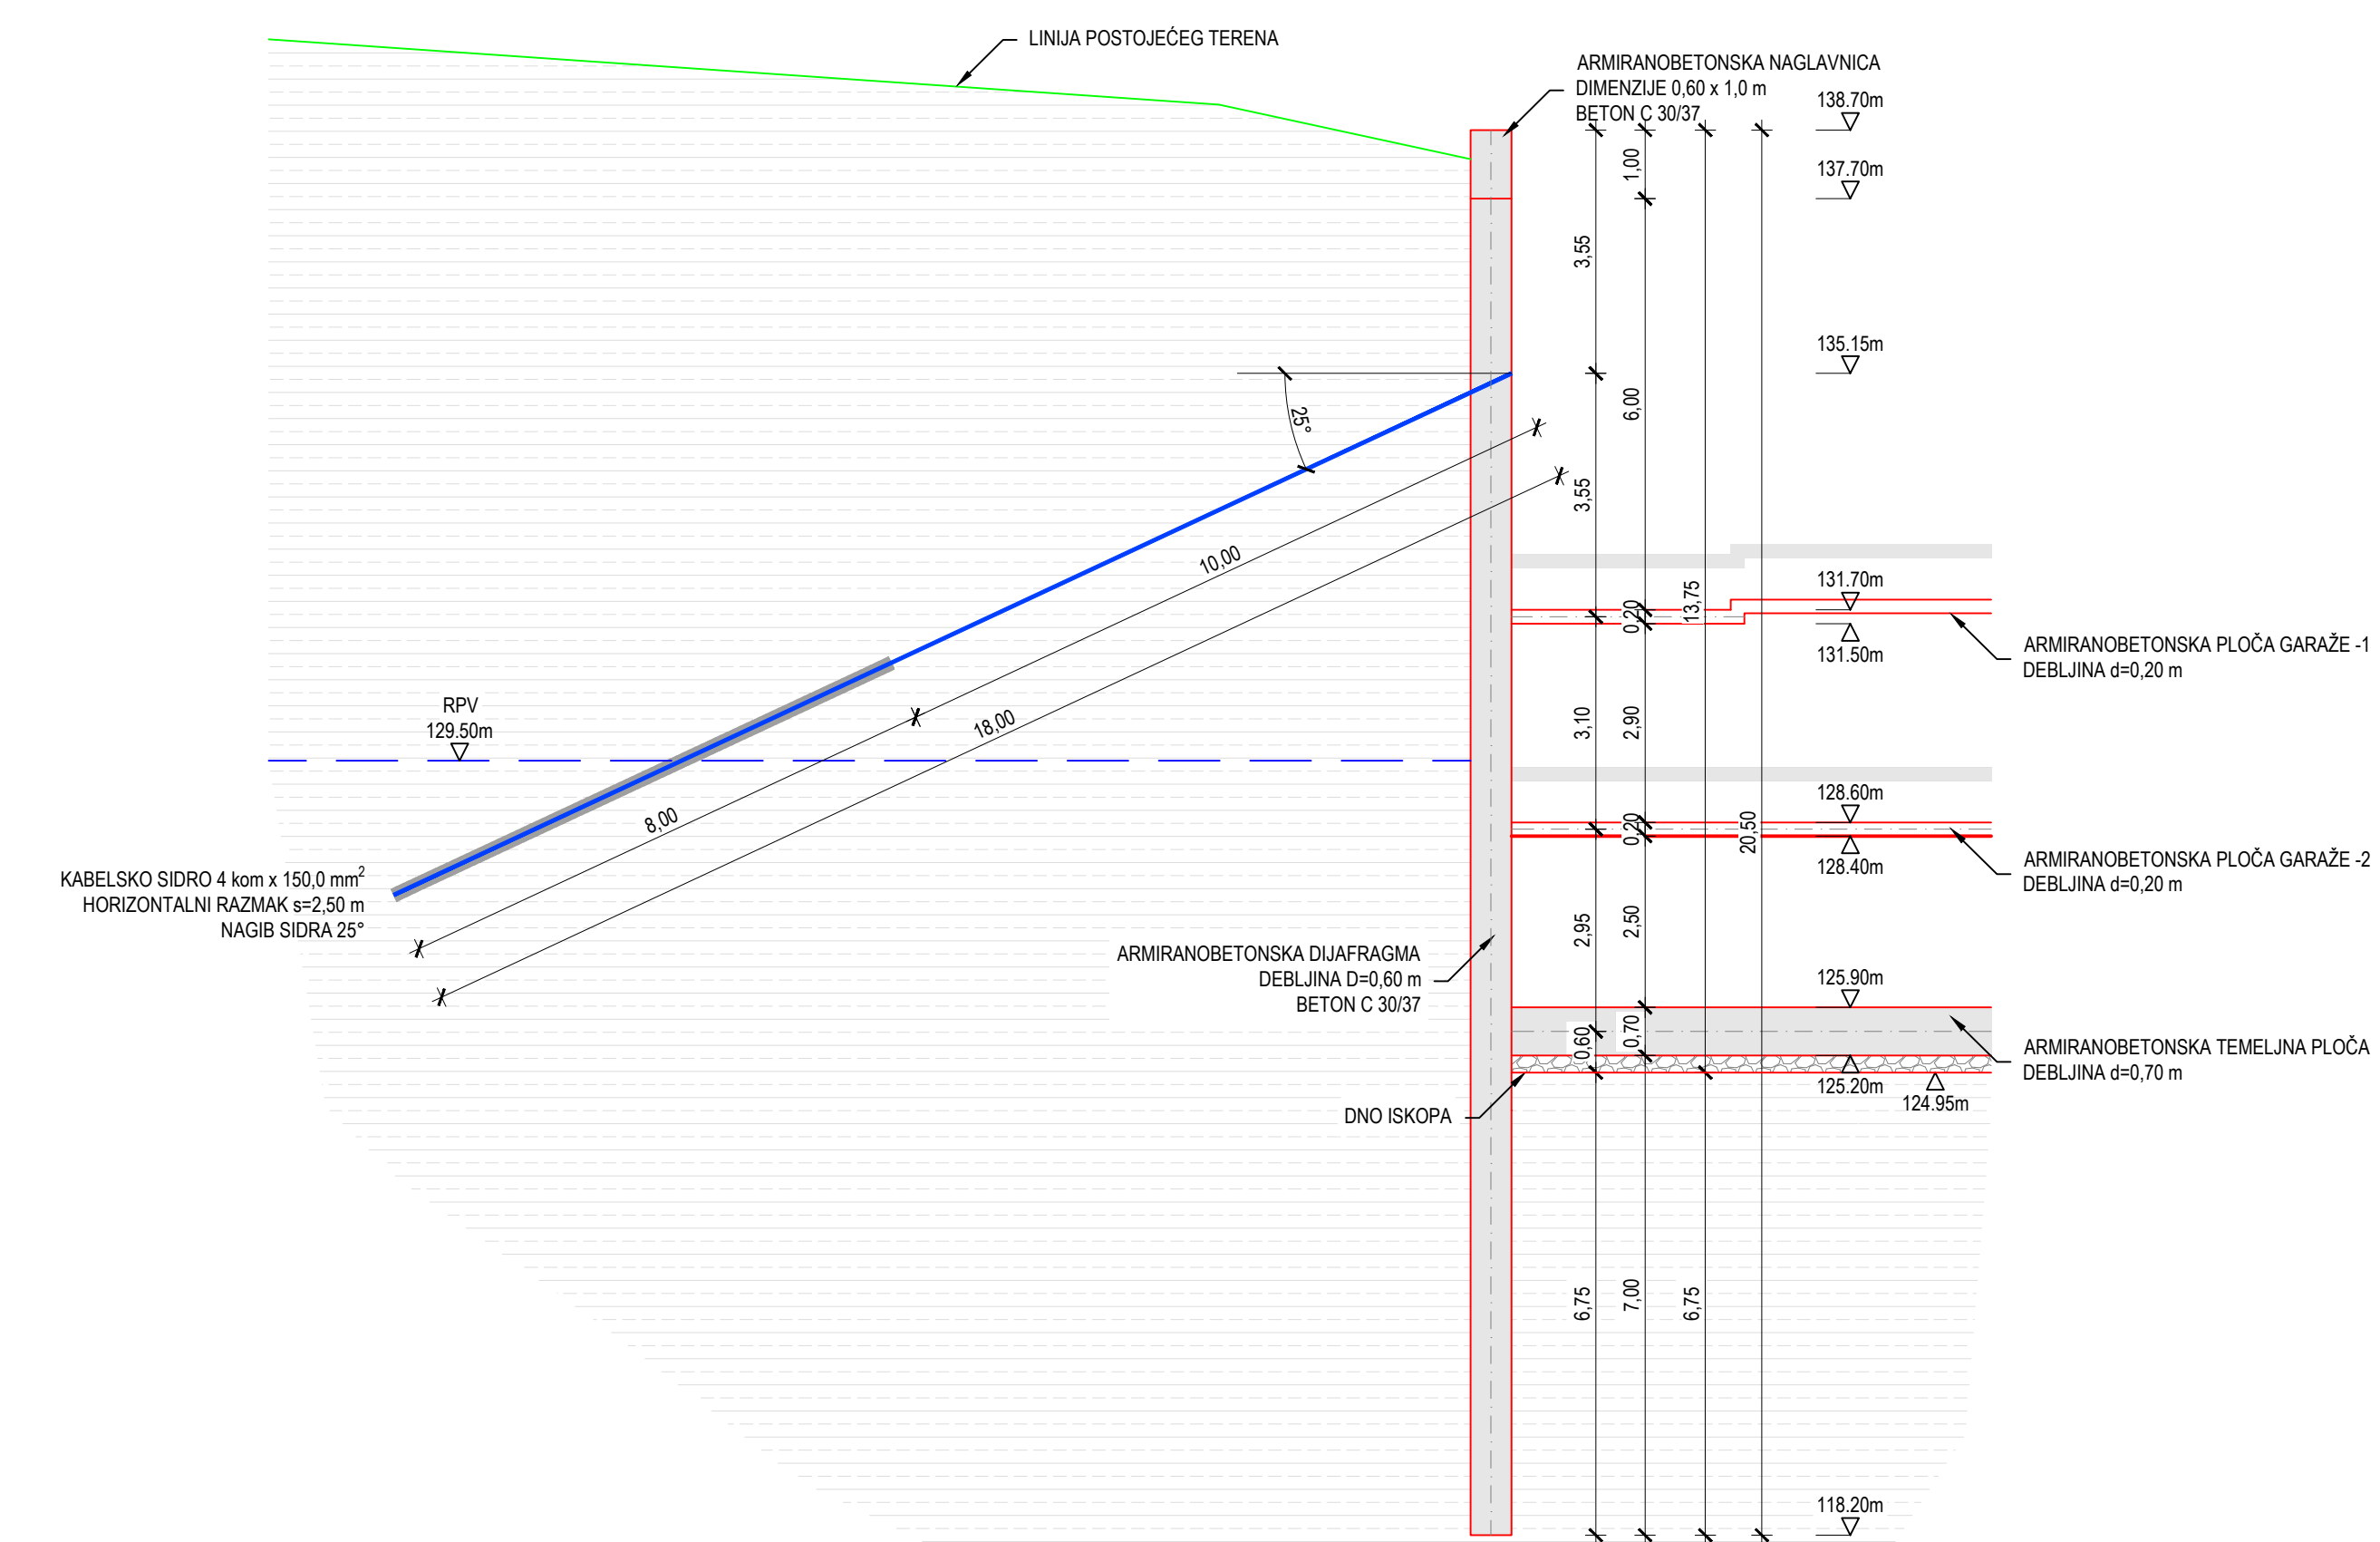 LINIJA POSTOJEĆEG TERENA
ARMIRANOBETONSKA NAGLAVNICA
DIMENZIJE 0,60 x 1,0 m
BETON C 30/37
138.70m
1,00
137.70m
3,55
135.15m
25°
6,00
3,55
10,00
131.70m
0,20
13,75
131.50m
ARMIRANOBETONSKA PLOČA GARAŽE -1
DEBLJINA d=0,20 m
RPV
129.50m
18,00
3,10
2,90
8,00
128.60m
0,20
20,50
128.40m
ARMIRANOBETONSKA PLOČA GARAŽE -2
DEBLJINA d=0,20 m
KABELSKO SIDRO 4 kom x 150,0 mm²
HORIZONTALNI RAZMAK s=2,50 m
NAGIB SIDRA 25°
2,95
2,50
ARMIRANOBETONSKA DIJAFRAGMA
DEBLJINA D=0,60 m
BETON C 30/37
125.90m
0,60
0,70
ARMIRANOBETONSKA TEMELJNA PLOČA
DEBLJINA d=0,70 m
125.20m
124.95m
DNO ISKOPA
6,75
7,00
6,75
118.20m